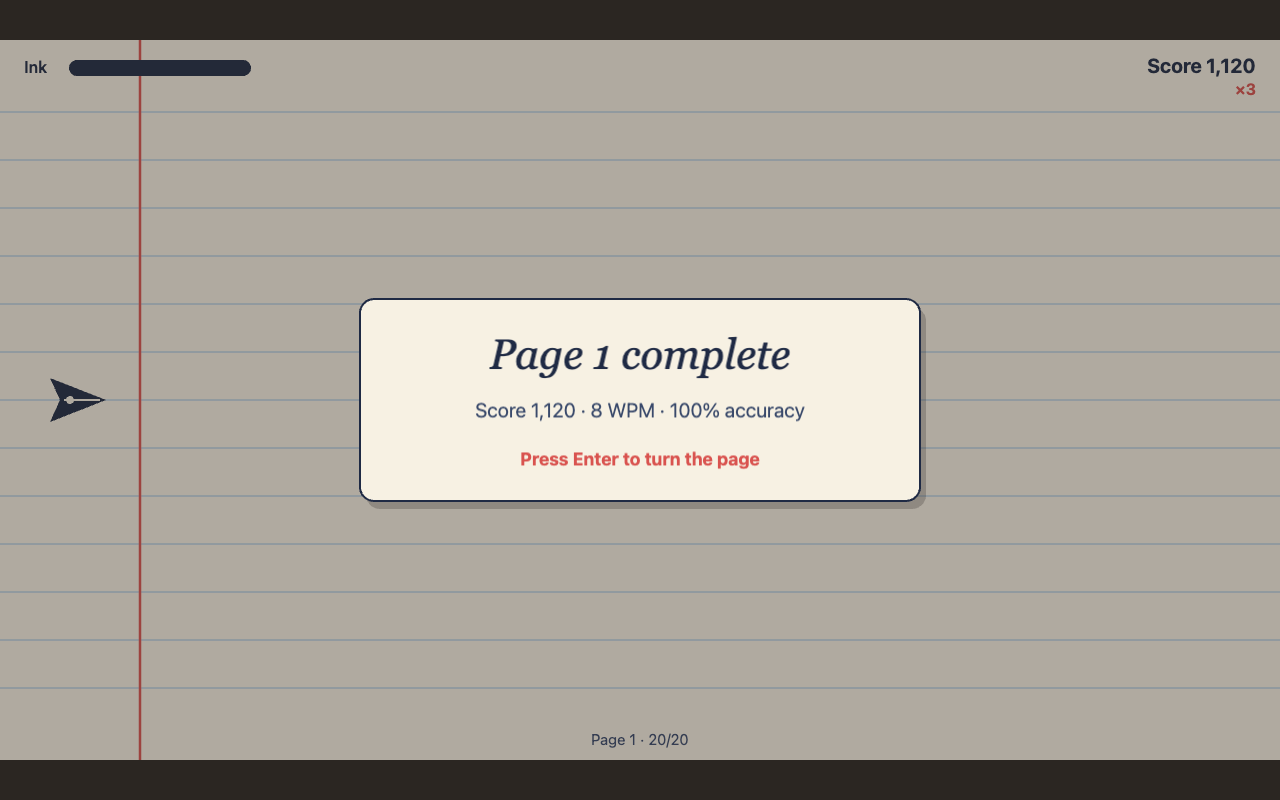 Ink
Score 1,120
×3
Page 1 complete
Score 1,120 · 8 WPM · 100% accuracy
Press Enter to turn the page
Page 1 · 20/20